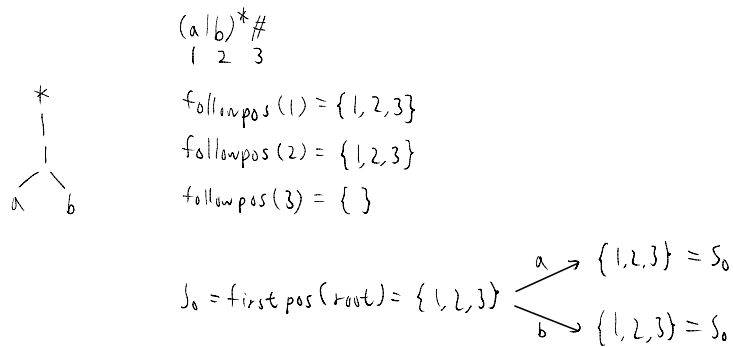 (a|b)*#
1 2 3
*
|
a b
followpos(1) = {1,2,3}
followpos(2) = {1,2,3}
followpos(3) = { }
S₀ = firstpos(root) = {1,2,3}
a {1,2,3} = S₀
b {1,2,3} = S₀